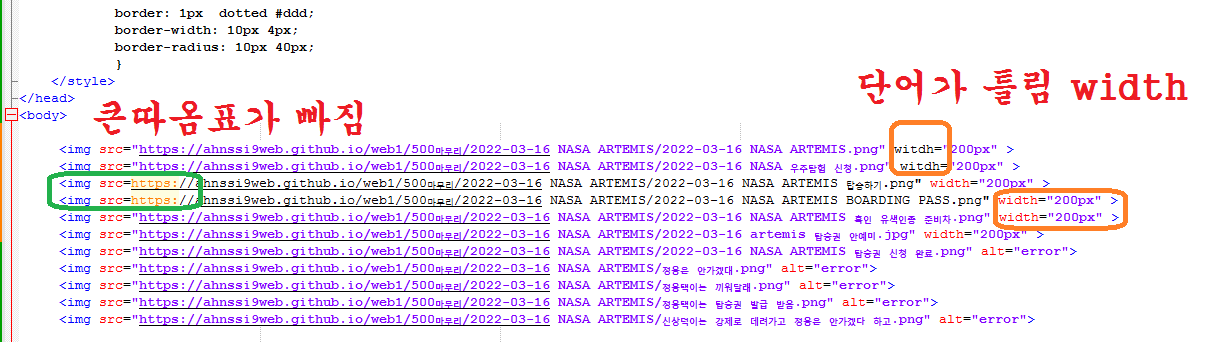 border: 1px  dotted #ddd;
border-width: 10px 4px;
border-radius: 10px 40px;
}
</style>
단어가 틀림 width
</head>
<body>
큰따옴표가 빠짐
<img src="https://ahnssi9web.github.io/web1/500마무리/2022-03-16 NASA ARTEMIS/2022-03-16 NASA ARTEMIS.png" witdh="200px" >
<img src="https://ahnssi9web.github.io/web1/500마무리/2022-03-16 NASA ARTEMIS/2022-03-16 NASA ARTEMIS 우주탐험 신청.png" witdh="200px" >
<img src=https://ahnssi9web.github.io/web1/500마무리/2022-03-16 NASA ARTEMIS/2022-03-16 NASA ARTEMIS 탑승하기.png" width="200px" >
<img src=https://ahnssi9web.github.io/web1/500마무리/2022-03-16 NASA ARTEMIS/2022-03-16 NASA ARTEMIS BOARDING PASS.png" width="200px" >
<img src="https://ahnssi9web.github.io/web1/500마무리/2022-03-16 NASA ARTEMIS/2022-03-16 NASA ARTEMIS 흑인 유색인종 준비차.png" width="200px" >
<img src="https://ahnssi9web.github.io/web1/500마무리/2022-03-16 NASA ARTEMIS/2022-03-16 artemis 탑승권 안예미.jpg" width="200px" >
<img src="https://ahnssi9web.github.io/web1/500마무리/2022-03-16 NASA ARTEMIS/2022-03-16 NASA ARTEMIS 탑승권 신청 완료.png" alt="error">
<img src="https://ahnssi9web.github.io/web1/500마무리/2022-03-16 NASA ARTEMIS/정용은 안가겠대.png" alt="error">
<img src="https://ahnssi9web.github.io/web1/500마무리/2022-03-16 NASA ARTEMIS/정용택이는 끼워달래.png" alt="error">
<img src="https://ahnssi9web.github.io/web1/500마무리/2022-03-16 NASA ARTEMIS/정용택이는 탑승권 발급 받음.png" alt="error">
<img src="https://ahnssi9web.github.io/web1/500마무리/2022-03-16 NASA ARTEMIS/신상덕이는 강제로 데려가고 정용은 안가겠다 하고.png" alt="error">